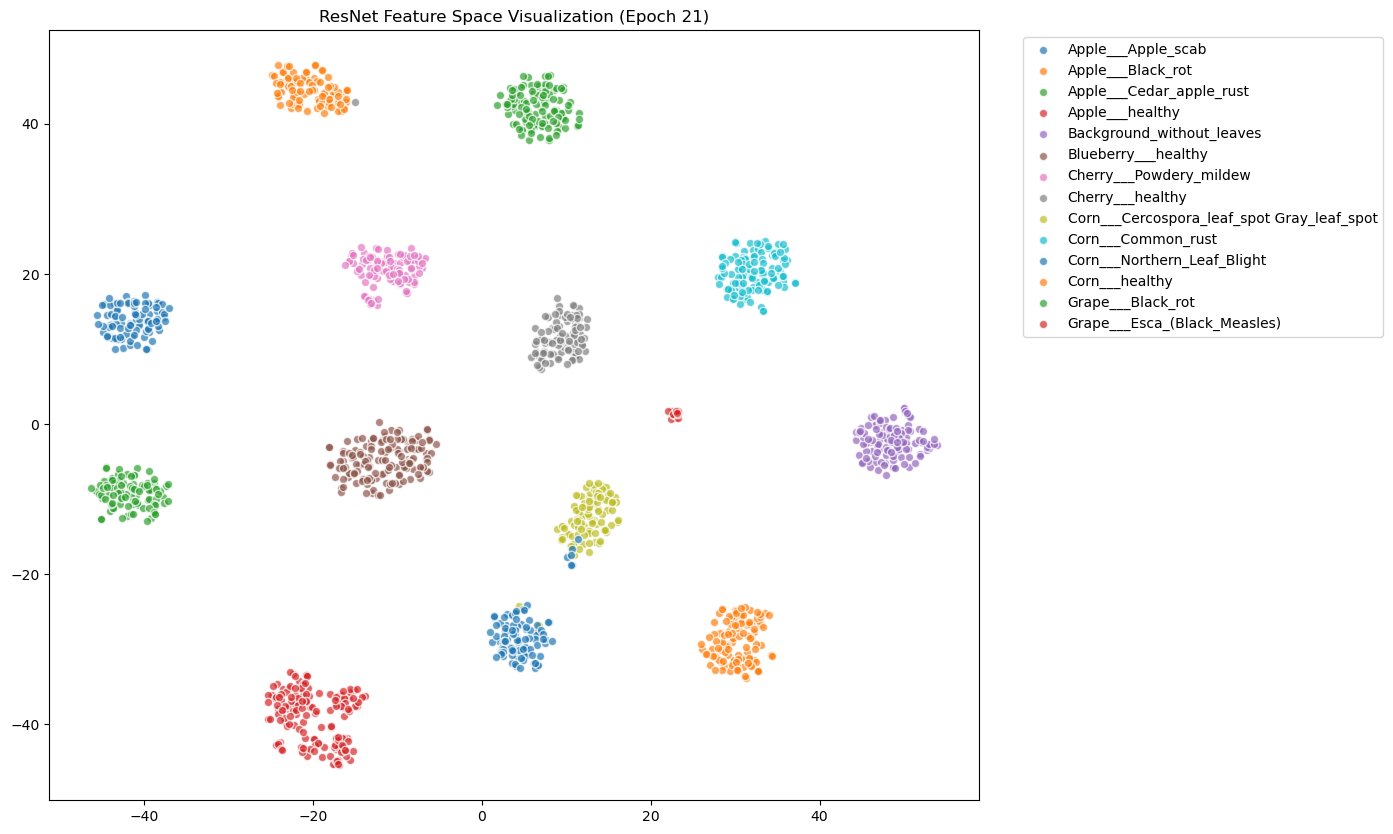 ResNet Feature Space Visualization (Epoch 21)
Apple___Apple_scab
Apple___Black_rot
Apple___Cedar_apple_rust
Apple___healthy
Background_without_leaves
Blueberry___healthy
Cherry___Powdery_mildew
Cherry___healthy
Corn___Cercospora_leaf_spot Gray_leaf_spot
Corn___Common_rust
Corn___Northern_Leaf_Blight
Corn___healthy
Grape___Black_rot
Grape___Esca_(Black_Measles)
40
20
0
−20
−40
−40 −20 0 20 40